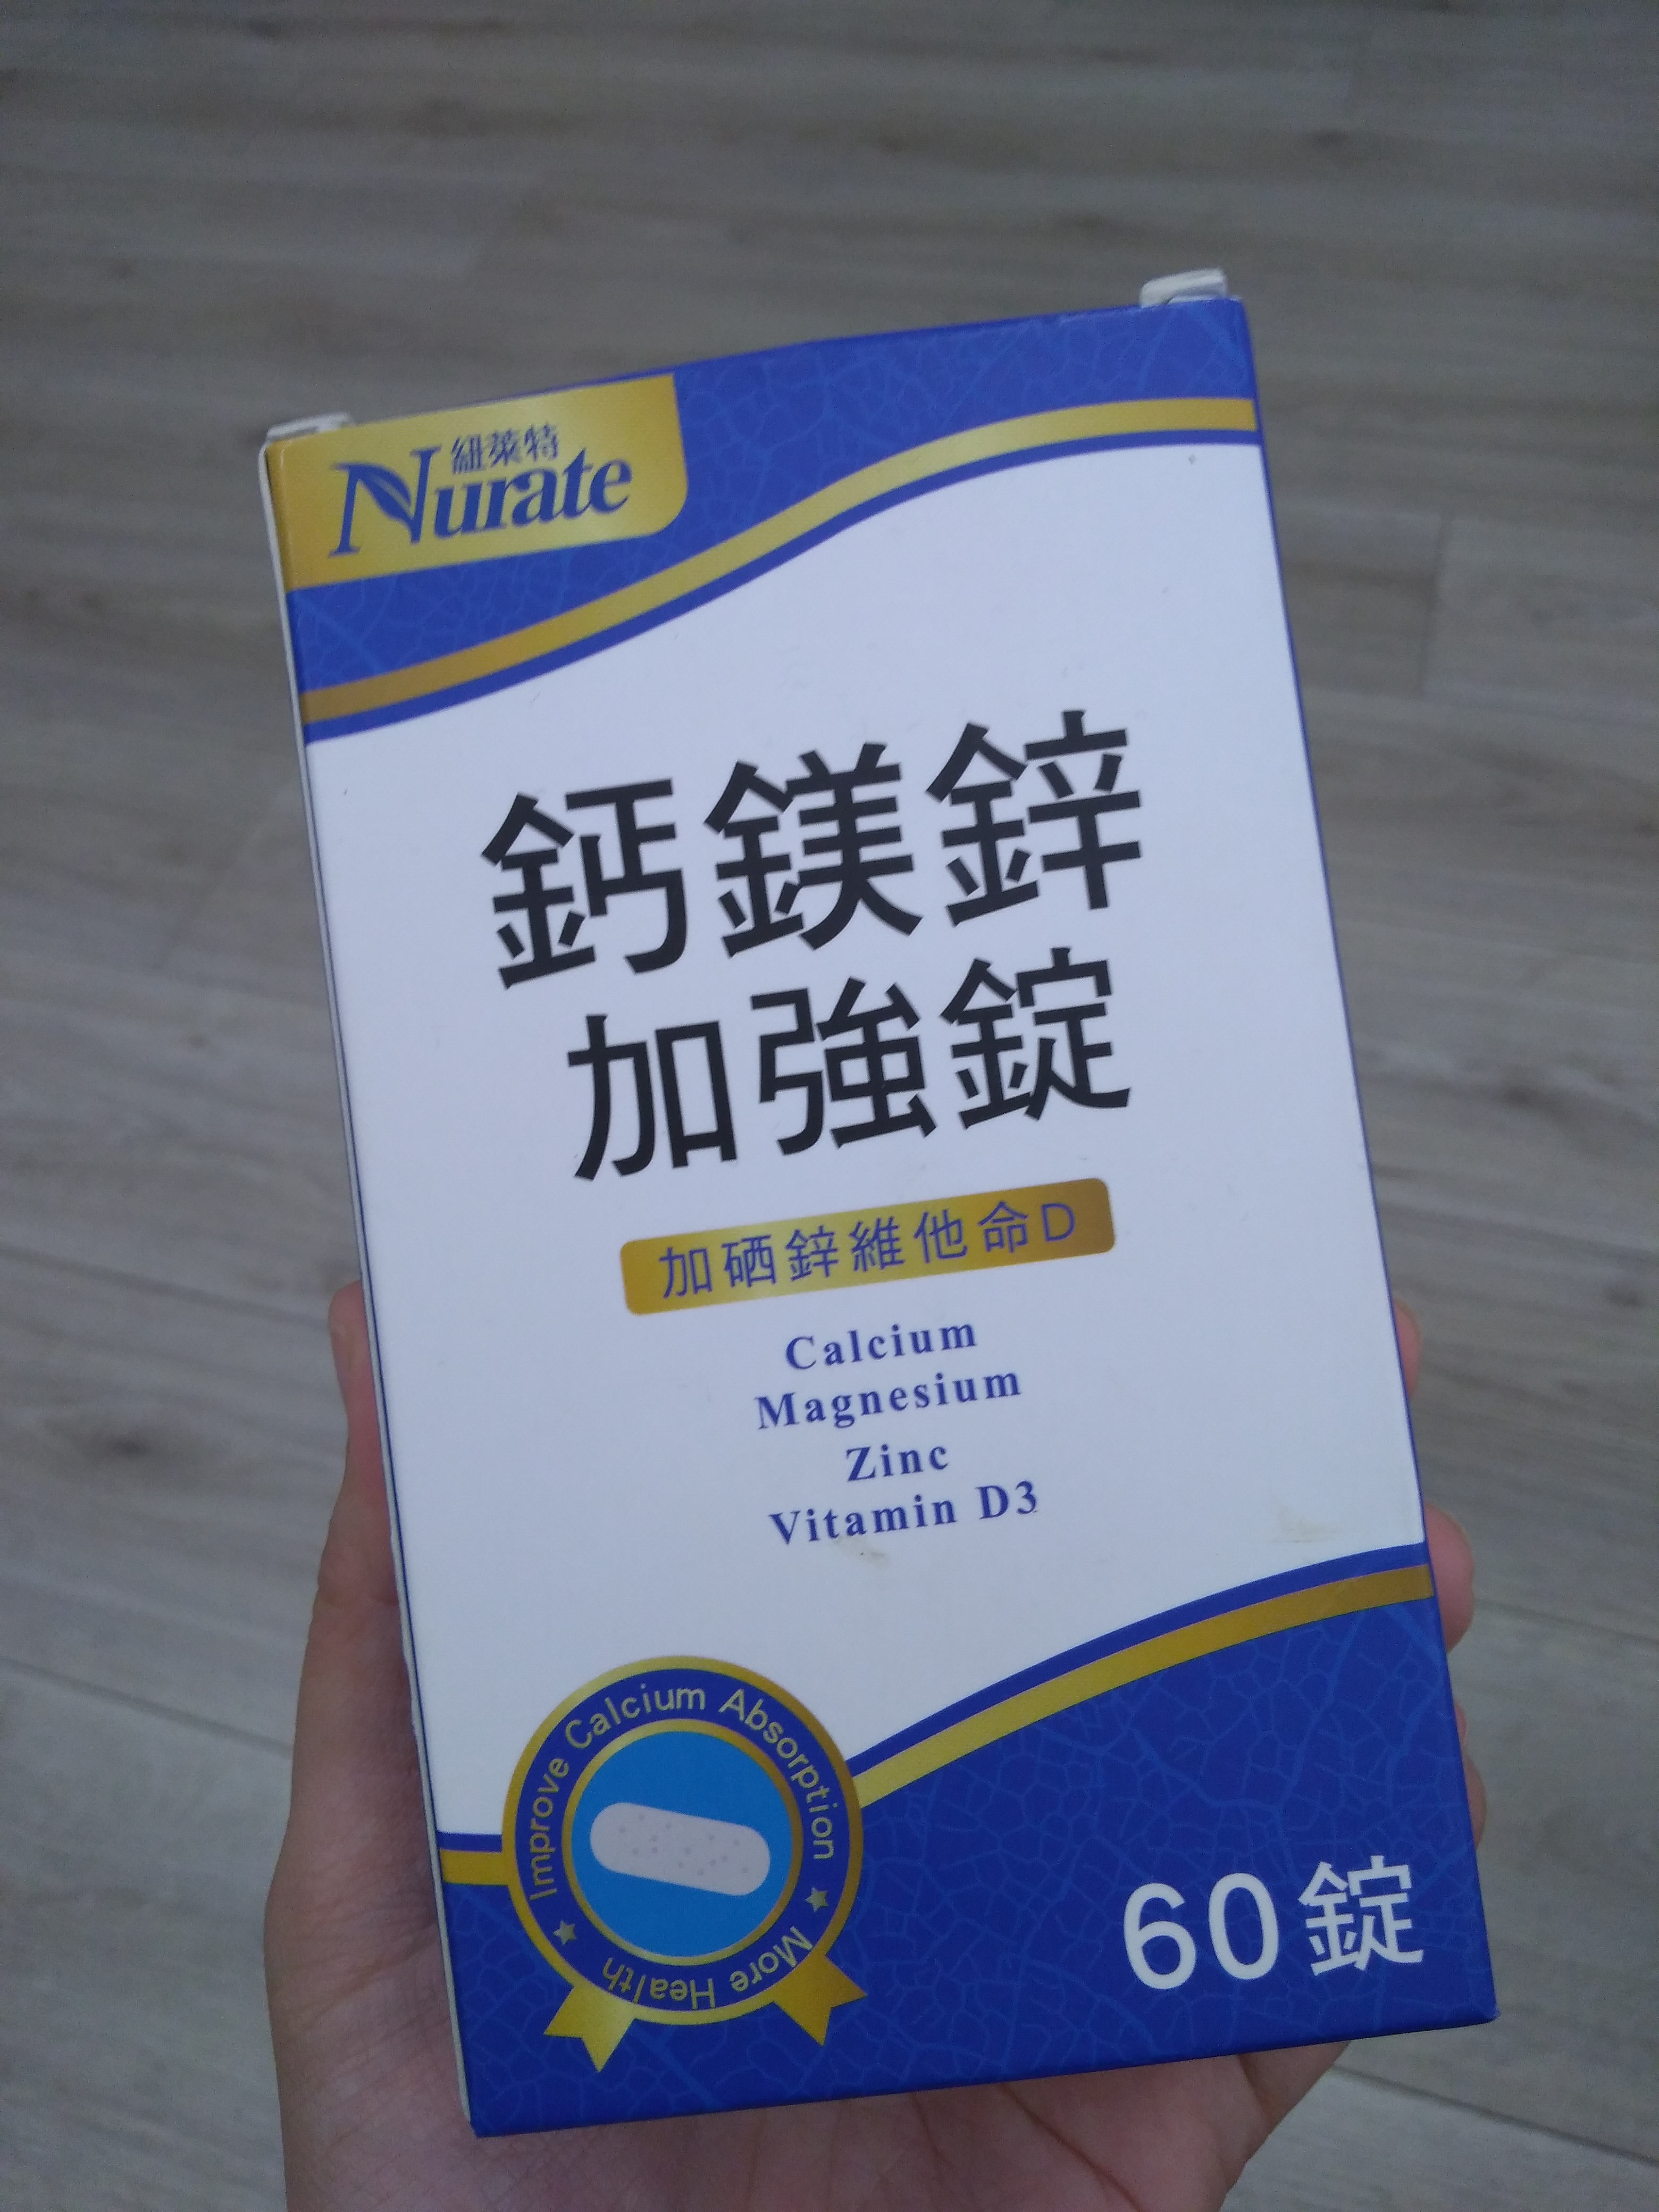 紐萊特
Nurate
鈣鎂鋅
加強錠
加硒鋅維他命D
Calcium
Magnesium
Zinc
Vitamin D3
Improve Calcium Absorption
More Health
60錠